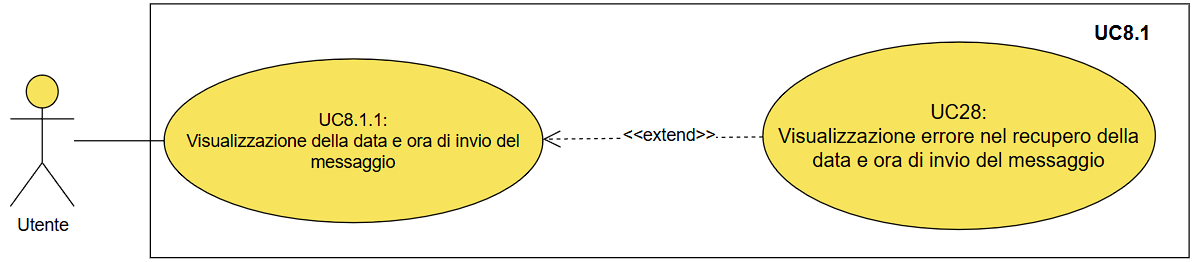 UC8.1
UC8.1.1:
Visualizzazione della data e ora di invio del
messaggio
<<extend>>
UC28:
Visualizzazione errore nel recupero della
data e ora di invio del messaggio
Utente